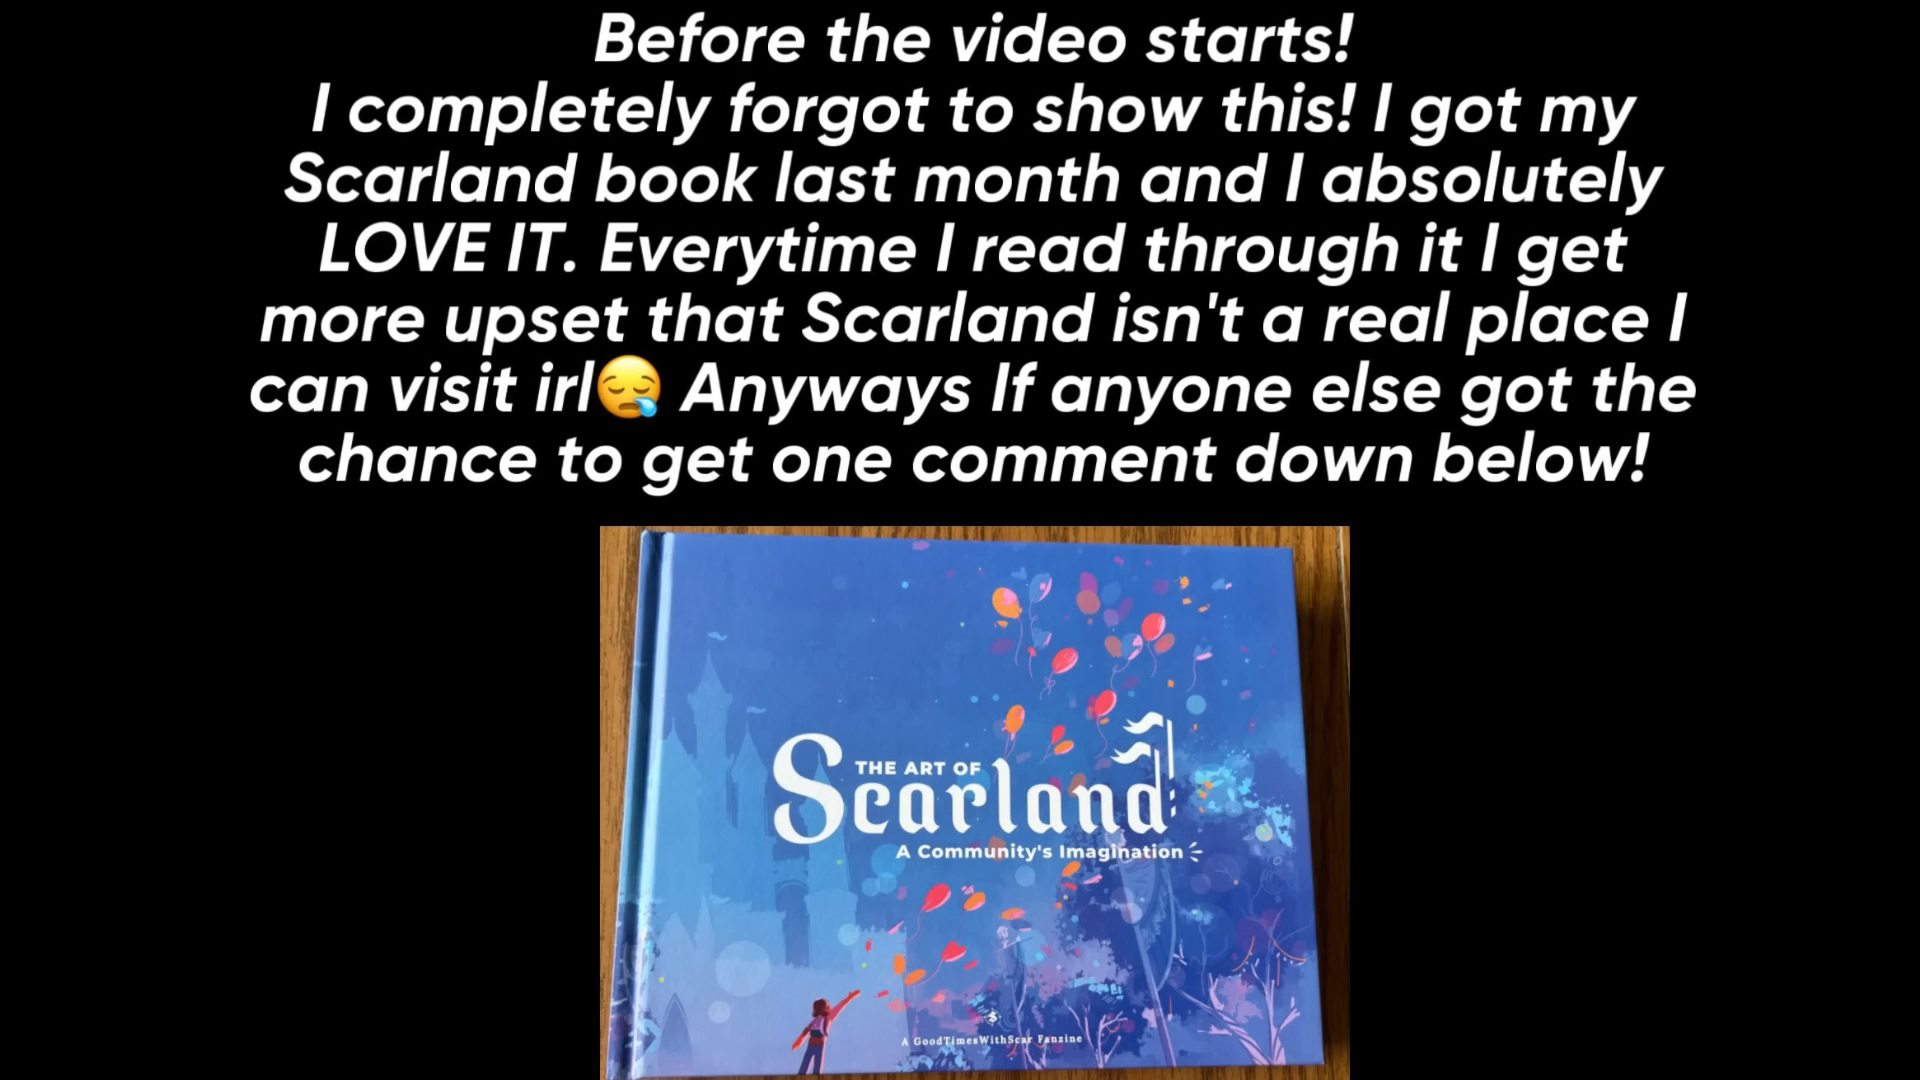 Before the video starts!
I completely forgot to show this! I got my
Scarland book last month and I absolutely
LOVE IT. Everytime I read through it I get
more upset that Scarland isn't a real place I
can visit irl😪 Anyways If anyone else got the
chance to get one comment down below!
THE ART OF
Scarland
A Community's Imagination
A GoodTimesWithScar Fanzine